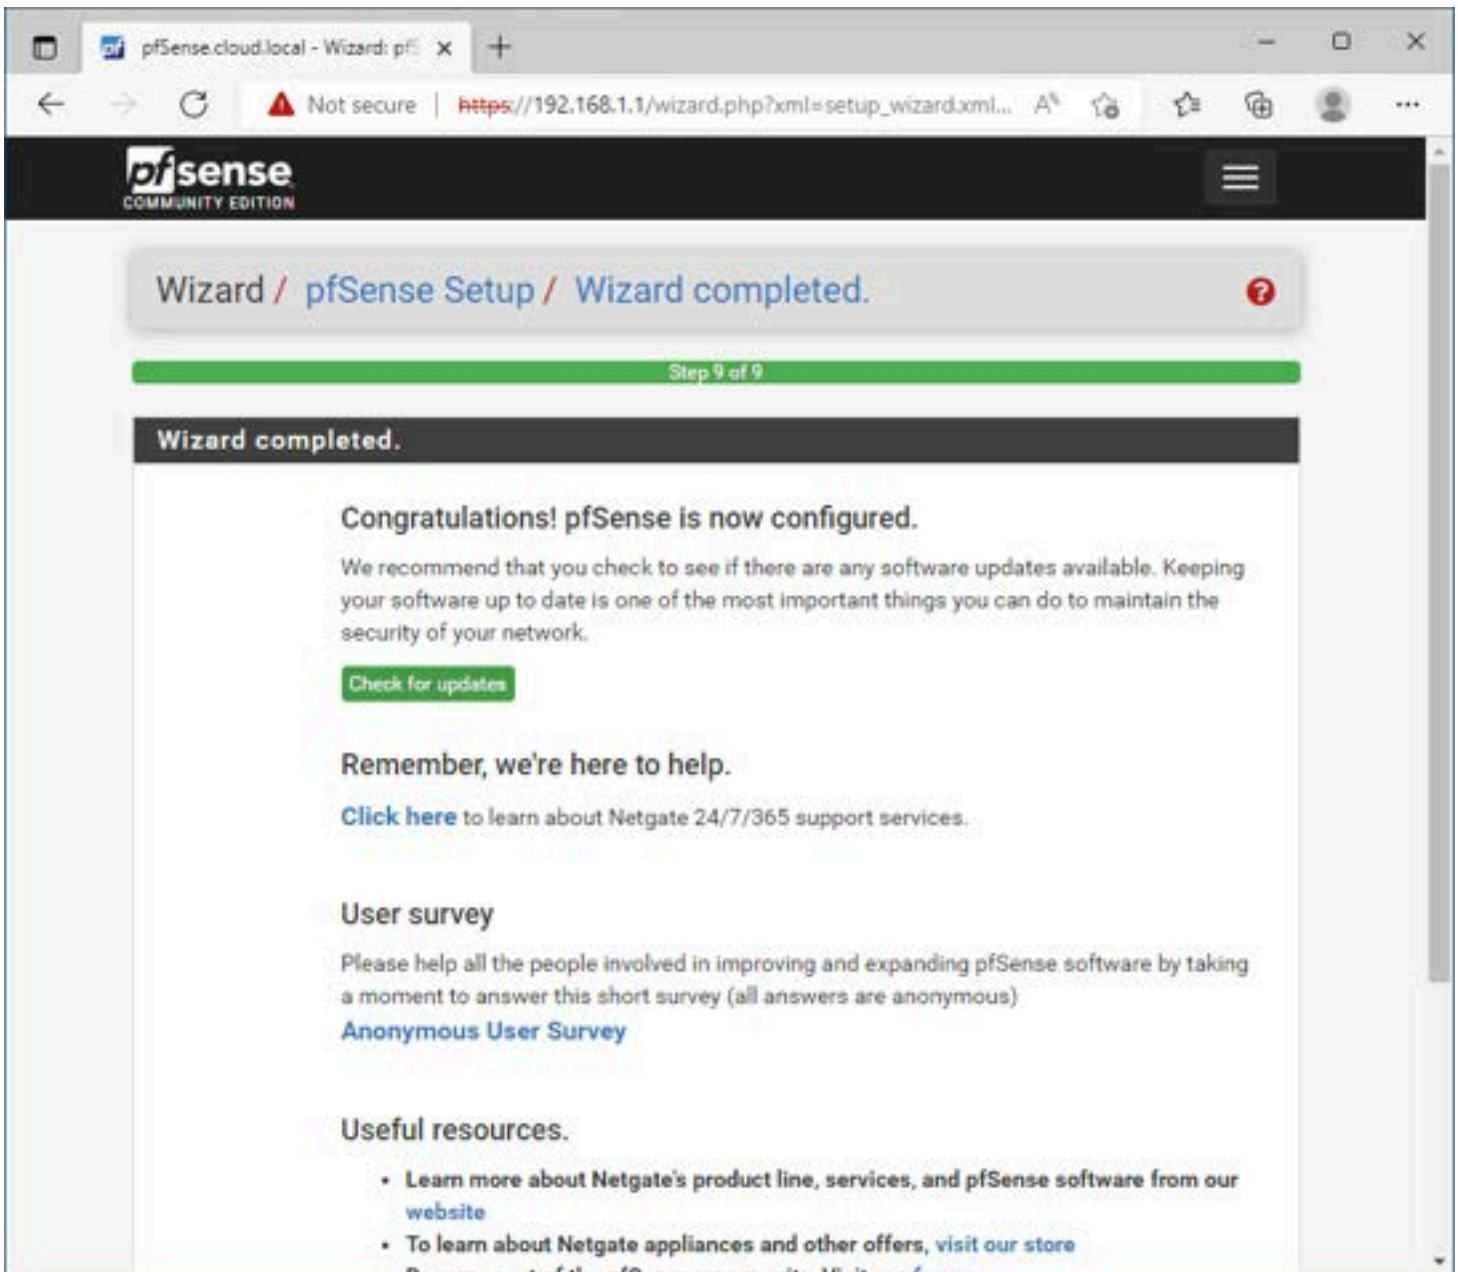 pfSense.cloud.local - Wizard: pfS
Not secure | https://192.168.1.1/wizard.php?xml=setup_wizard.xml...
pfsense
COMMUNITY EDITION
Wizard / pfSense Setup / Wizard completed.
Step 9 of 9
Wizard completed.
Congratulations! pfSense is now configured.
We recommend that you check to see if there are any software updates available. Keeping
your software up to date is one of the most important things you can do to maintain the
security of your network.
Check for updates
Remember, we're here to help.
Click here to learn about Netgate 24/7/365 support services.
User survey
Please help all the people involved in improving and expanding pfSense software by taking
a moment to answer this short survey (all answers are anonymous)
Anonymous User Survey
Useful resources.
• Learn more about Netgate's product line, services, and pfSense software from our
website
• To learn about Netgate appliances and other offers, visit our store